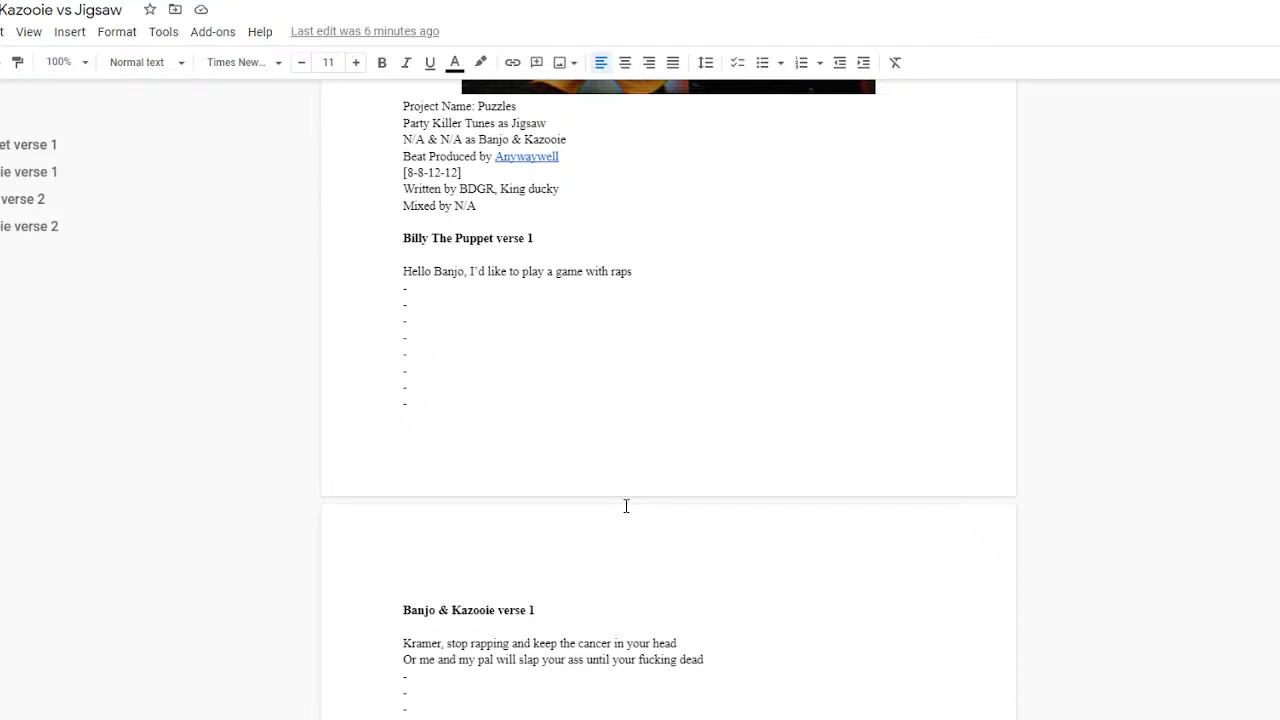 Kazooie vs Jigsaw
t View Insert Format Tools Add-ons Help Last edit was 6 minutes ago
100% Normal text Times New... - 11 + B I U A
et verse 1
ie verse 1
verse 2
ie verse 2
Project Name: Puzzles
Party Killer Tunes as Jigsaw
N/A & N/A as Banjo & Kazooie
Beat Produced by Anywaywell
[8-8-12-12]
Written by BDGR, King ducky
Mixed by N/A
Billy The Puppet verse 1
Hello Banjo, I'd like to play a game with raps
-
-
-
-
-
-
-
-
Banjo & Kazooie verse 1
Kramer, stop rapping and keep the cancer in your head
Or me and my pal will slap your ass until your fucking dead
-
-
-